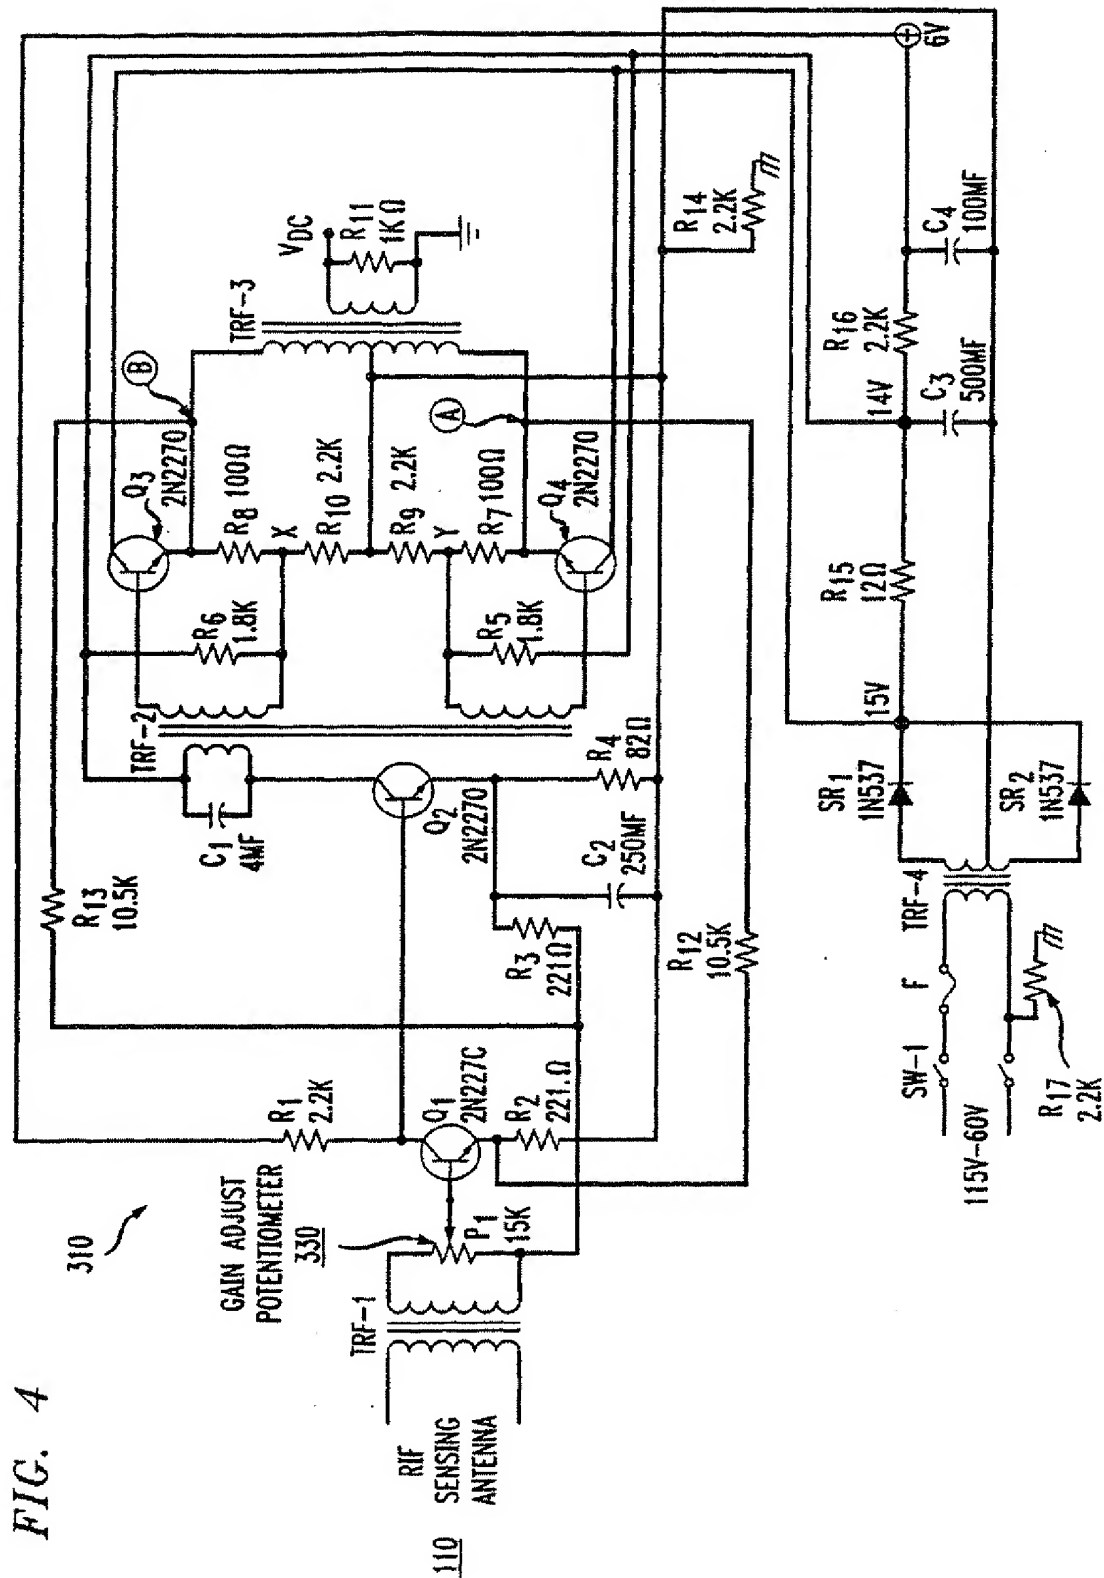 FIG. 4
310
110
RIF
SENSING
ANTENNA
TRF-1
GAIN ADJUST
POTENTIOMETER
330
P1
15K
R1
2.2K
Q1
2N227C
R2
221.Ω
R13
10.5K
R3
221Ω
R12
10.5K
C1
4MF
Q2
2N2270
C2
250MF
R4
82Ω
TRF-2
R6
1.8K
R5
1.8K
Q3
2N2270
R8 100Ω
X
R10 2.2K
R9 2.2K
Y
R7 100Ω
Q4
2N2270
B
A
TRF-3
VDC
R11
1KΩ
R14
2.2K
115V-60V
SW-1
F
R17
2.2K
TRF-4
SR1
1N537
SR2
1N537
15V
R15
12Ω
14V
C3
500MF
R16
2.2K
C4
100MF
+
6V